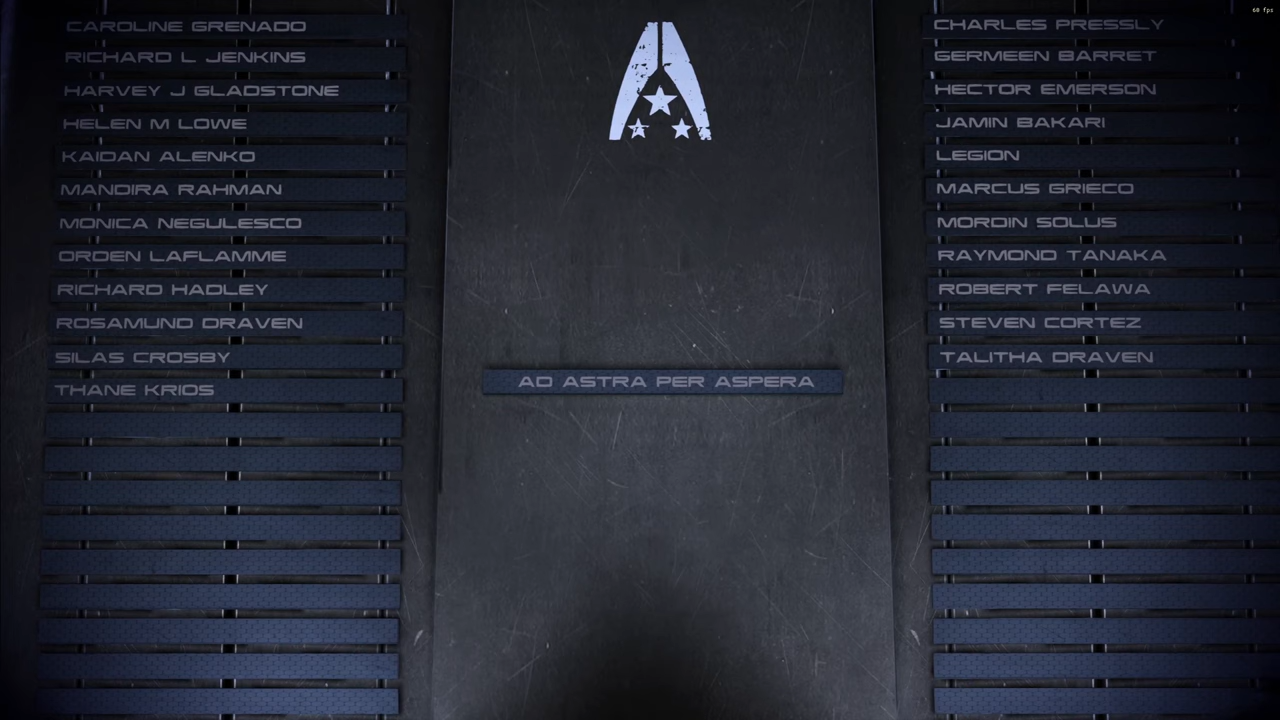 60 fps
CAROLINE GRENADO
RICHARD L JENKINS
HARVEY J GLADSTONE
HELEN M LOWE
KAIDAN ALENKO
MANDIRA RAHMAN
MONICA NEGULESCO
ORDEN LAFLAMME
RICHARD HADLEY
ROSAMUND DRAVEN
SILAS CROSBY
THANE KRIOS
AD ASTRA PER ASPERA
CHARLES PRESSLY
GERMEEN BARRET
HECTOR EMERSON
JAMIN BAKARI
LEGION
MARCUS GRIECO
MORDIN SOLUS
RAYMOND TANAKA
ROBERT FELAWA
STEVEN CORTEZ
TALITHA DRAVEN